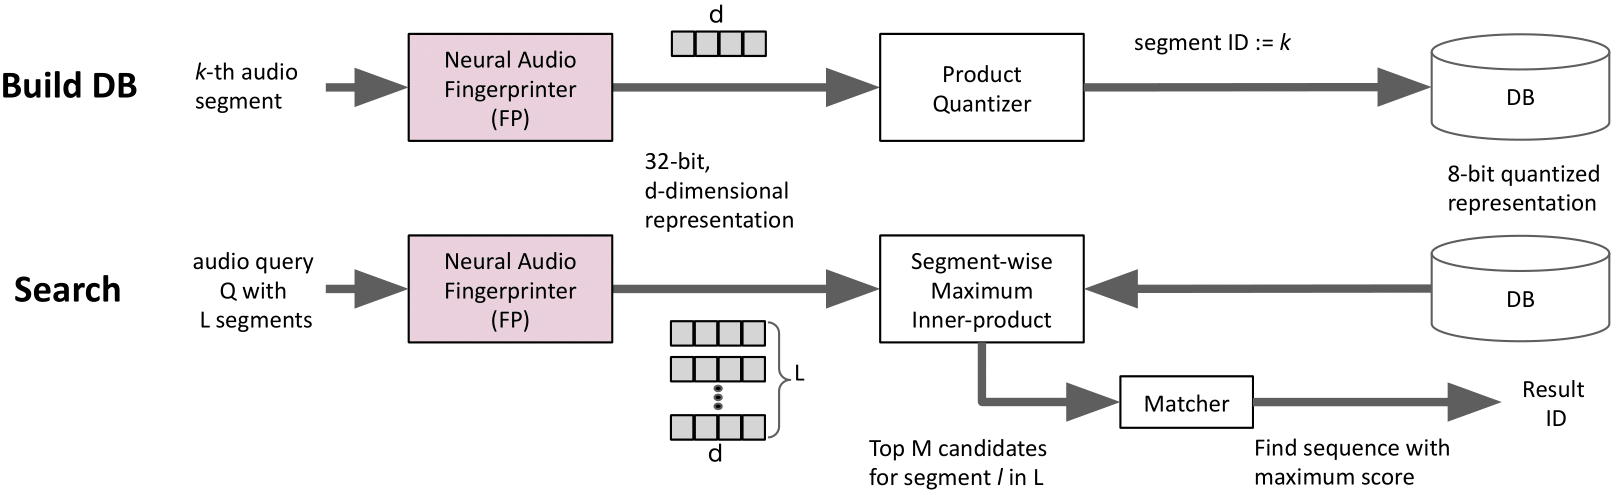 Build DB
k-th audio
segment
Neural Audio
Fingerprinter
(FP)
d
Product
Quantizer
segment ID := k
DB
32-bit,
d-dimensional
representation
8-bit quantized
representation
Search
audio query
Q with
L segments
Neural Audio
Fingerprinter
(FP)
L
d
Segment-wise
Maximum
Inner-product
DB
Top M candidates
for segment l in L
Matcher
Find sequence with
maximum score
Result
ID